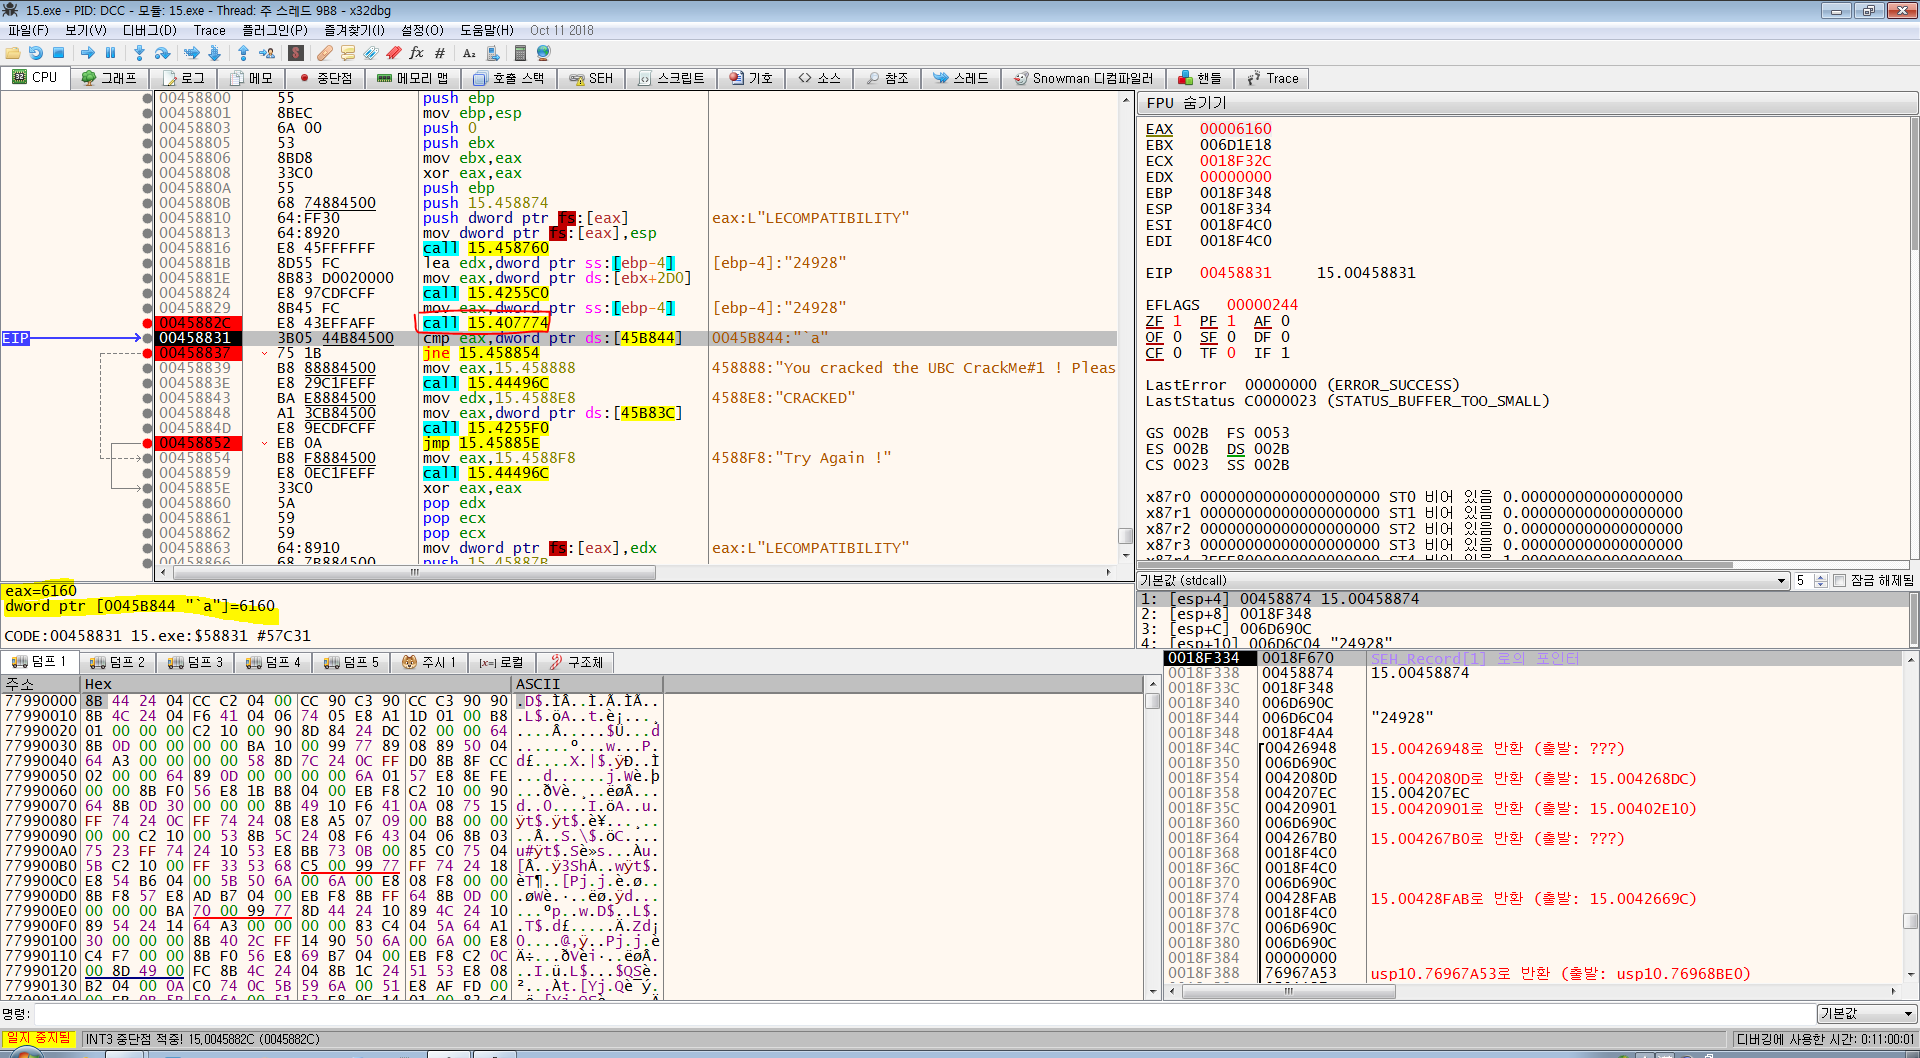 15.exe - PID: DCC - 모듈: 15.exe - Thread: 주 스레드 9B8 - x32dbg
파일(F) 보기(V) 디버그(D) Trace 플러그인(P) 즐겨찾기(I) 설정(O) 도움말(H) Oct 11 2018
CPU 그래프 로그 메모 중단점 메모리 맵 호출 스택 SEH 스크립트 기호 소스 참조 스레드 Snowman 디컴파일러 핸들 Trace
00458800 55 push ebp
00458801 8BEC mov ebp,esp
00458803 6A 00 push 0
00458805 53 push ebx
00458806 8BD8 mov ebx,eax
00458808 33C0 xor eax,eax
0045880A 55 push ebp
0045880B 68 74884500 push 15.458874
00458810 64:FF30 push dword ptr fs:[eax] eax:L"LECOMPATIBILITY"
00458813 64:8920 mov dword ptr fs:[eax],esp
00458816 E8 45FFFFFF call 15.458760
0045881B 8D55 FC lea edx,dword ptr ss:[ebp-4] [ebp-4]:"24928"
0045881E 8B83 D0020000 mov eax,dword ptr ds:[ebx+2D0]
00458824 E8 97CDFCFF call 15.4255C0
00458829 8B45 FC mov eax,dword ptr ss:[ebp-4] [ebp-4]:"24928"
0045882C E8 43EFFAFF call 15.407774
EIP 00458831 3B05 44B84500 cmp eax,dword ptr ds:[45B844] 0045B844:"`a"
00458837 75 1B jne 15.458854
00458839 B8 88884500 mov eax,15.458888 458888:"You cracked the UBC CrackMe#1 ! Pleas
0045883E E8 29C1FEFF call 15.44496C
00458843 BA E8884500 mov edx,15.4588E8 4588E8:"CRACKED"
00458848 A1 3CB84500 mov eax,dword ptr ds:[45B83C]
0045884D E8 9ECDFCFF call 15.4255F0
00458852 EB 0A jmp 15.45885E
00458854 B8 F8884500 mov eax,15.4588F8 4588F8:"Try Again !"
00458859 E8 0EC1FEFF call 15.44496C
0045885E 33C0 xor eax,eax
00458860 5A pop edx
00458861 59 pop ecx
00458862 59 pop ecx
00458863 64:8910 mov dword ptr fs:[eax],edx eax:L"LECOMPATIBILITY"
00458866 68 7B884500 push 15.45887B
FPU 숨기기
EAX 00006160
EBX 006D1E18
ECX 0018F32C
EDX 00000000
EBP 0018F348
ESP 0018F334
ESI 0018F4C0
EDI 0018F4C0
EIP 00458831 15.00458831
EFLAGS 00000244
ZF 1 PF 1 AF 0
OF 0 SF 0 DF 0
CF 0 TF 0 IF 1
LastError 00000000 (ERROR_SUCCESS)
LastStatus C0000023 (STATUS_BUFFER_TOO_SMALL)
GS 002B FS 0053
ES 002B DS 002B
CS 0023 SS 002B
x87r0 00000000000000000000 ST0 비어 있음 0.000000000000000000
x87r1 00000000000000000000 ST1 비어 있음 0.000000000000000000
x87r2 00000000000000000000 ST2 비어 있음 0.000000000000000000
x87r3 00000000000000000000 ST3 비어 있음 0.000000000000000000
eax=6160
dword ptr [0045B844 "`a"]=6160
CODE:00458831 15.exe:$58831 #57C31
기본값 (stdcall) 5 잠금 해제됨
1: [esp+4] 00458874 15.00458874
2: [esp+8] 0018F348
3: [esp+C] 006D690C
4: [esp+10] 006D6C04 "24928"
덤프 1 덤프 2 덤프 3 덤프 4 덤프 5 주시 1 [x=] 로컬 구조체
주소 Hex ASCII
77990000 8B 44 24 04 CC C2 04 00 CC 90 C3 90 CC C3 90 90
77990010 8B 4C 24 04 F6 41 04 06 74 05 E8 A1 1D 01 00 B8
77990020 01 00 00 00 C2 10 00 90 8D 84 24 DC 02 00 00 64
77990030 8B 0D 00 00 00 00 BA 10 00 99 77 89 08 89 50 04
77990040 64 A3 00 00 00 00 58 8D 7C 24 0C FF D0 8B 8F CC
77990050 02 00 00 64 89 0D 00 00 00 00 6A 01 57 E8 8E FE
77990060 00 00 8B F0 56 E8 1B B8 04 00 EB F8 C2 10 00 90
77990070 64 8B 0D 30 00 00 00 8B 49 10 F6 41 0A 08 75 15
77990080 FF 74 24 0C FF 74 24 08 E8 A5 07 09 00 B8 00 00
77990090 00 00 C2 10 00 53 8B 5C 24 08 F6 43 04 06 8B 03
779900A0 75 23 FF 74 24 10 53 E8 BB 73 0B 00 85 C0 75 04
779900B0 5B C2 10 00 FF 33 53 68 C5 00 99 77 FF 74 24 18
779900C0 E8 54 B6 04 00 5B 50 6A 00 6A 00 E8 08 F8 00 00
779900D0 8B F8 57 E8 AD B7 04 00 EB F8 8B FF 64 8B 0D 00
779900E0 00 00 00 BA 70 00 99 77 8D 44 24 10 89 4C 24 10
779900F0 89 54 24 14 64 A3 00 00 00 00 83 C4 04 5A 64 A1
77990100 30 00 00 00 8B 40 2C FF 14 90 50 6A 00 6A 00 E8
77990110 C4 F7 00 00 8B F0 56 E8 69 B7 04 00 EB F8 C2 0C
77990120 00 8D 49 00 FC 8B 4C 24 04 8B 1C 24 51 53 E8 08
77990130 B2 04 00 0A C0 74 0C 5B 59 6A 00 51 E8 AF FD 00
0018F334 0018F670 SEH_Record[1] 로의 포인터
0018F338 00458874 15.00458874
0018F33C 0018F348
0018F340 006D690C
0018F344 006D6C04 "24928"
0018F348 0018F4A4
0018F34C 00426948 15.00426948로 반환 (출발: ???)
0018F350 006D690C
0018F354 0042080D 15.0042080D로 반환 (출발: 15.004268DC)
0018F358 004207EC 15.004207EC
0018F35C 00420901 15.00420901로 반환 (출발: 15.00402E10)
0018F360 006D690C
0018F364 004267B0 15.004267B0로 반환 (출발: ???)
0018F368 0018F4C0
0018F36C 0018F4C0
0018F370 006D690C
0018F374 00428FAB 15.00428FAB로 반환 (출발: 15.0042669C)
0018F378 0018F4C0
0018F37C 006D690C
0018F380 006D690C
0018F384 00000000
0018F388 76967A53 usp10.76967A53로 반환 (출발: usp10.76968BE0)
명령: 기본값
일지 중지됨 INT3 중단점 적중! 15,0045882C (0045882C) 디버깅에 사용한 시간: 0:11:00:01